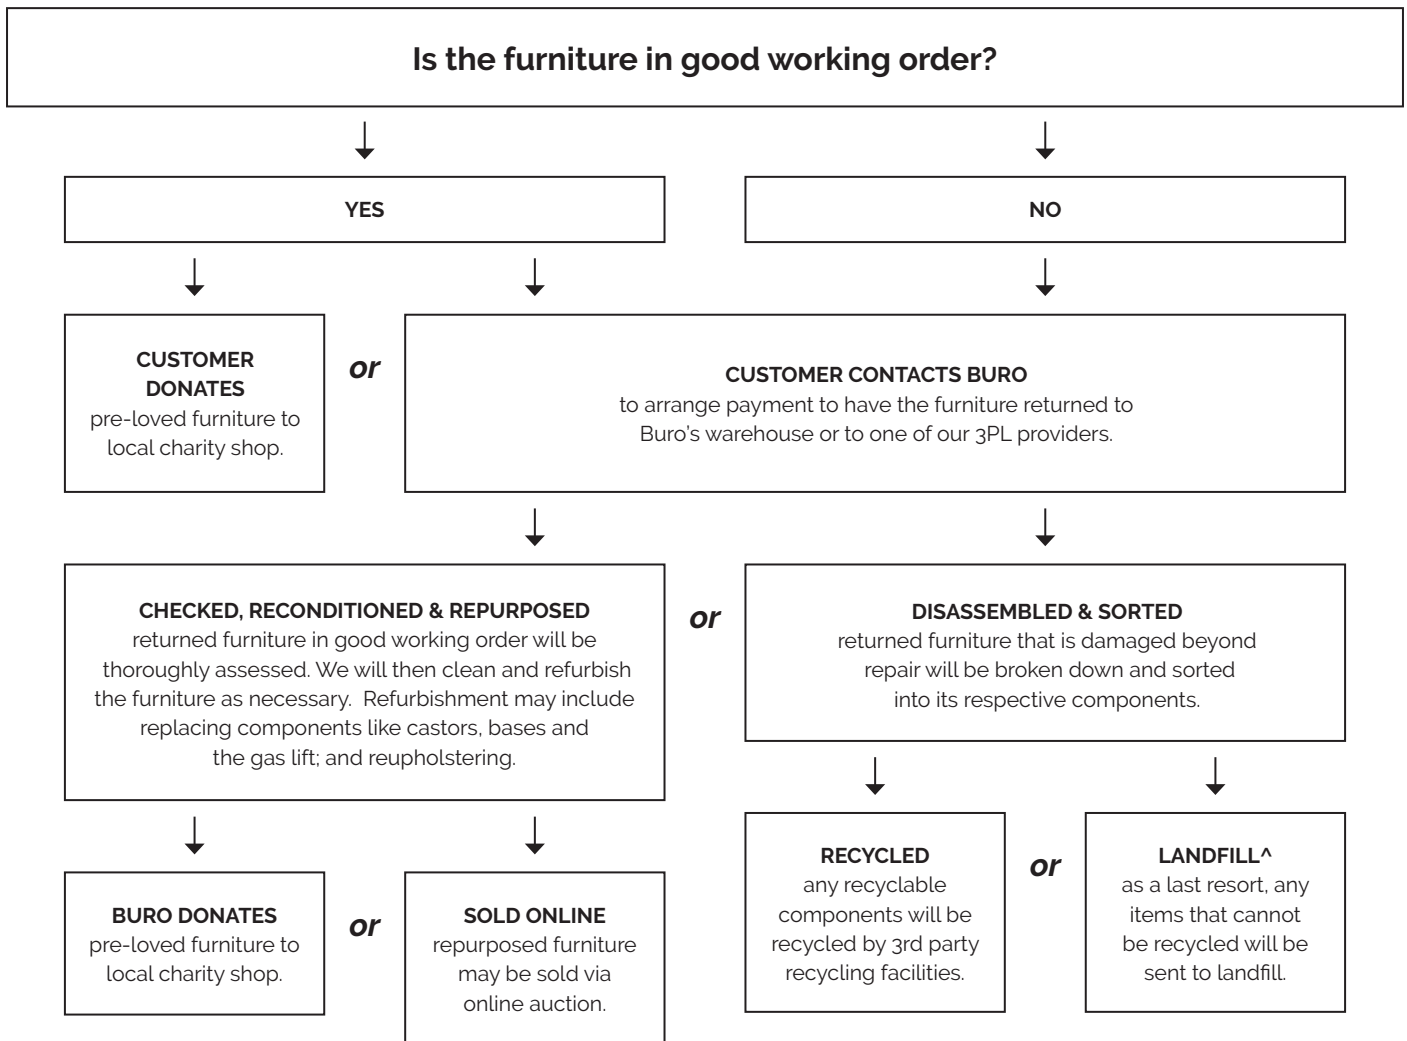 Is the furniture in good working order?
YES
NO
CUSTOMER
DONATES
pre-loved furniture to
local charity shop.
or
CUSTOMER CONTACTS BURO
to arrange payment to have the furniture returned to
Buro's warehouse or to one of our 3PL providers.
CHECKED, RECONDITIONED & REPURPOSED
returned furniture in good working order will be
thoroughly assessed. We will then clean and refurbish
the furniture as necessary.  Refurbishment may include
replacing components like castors, bases and
the gas lift; and reupholstering.
or
DISASSEMBLED & SORTED
returned furniture that is damaged beyond
repair will be broken down and sorted
into its respective components.
BURO DONATES
pre-loved furniture to
local charity shop.
or
SOLD ONLINE
repurposed furniture
may be sold via
online auction.
RECYCLED
any recyclable
components will be
recycled by 3rd party
recycling facilities.
or
LANDFILL^
as a last resort, any
items that cannot
be recycled will be
sent to landfill.